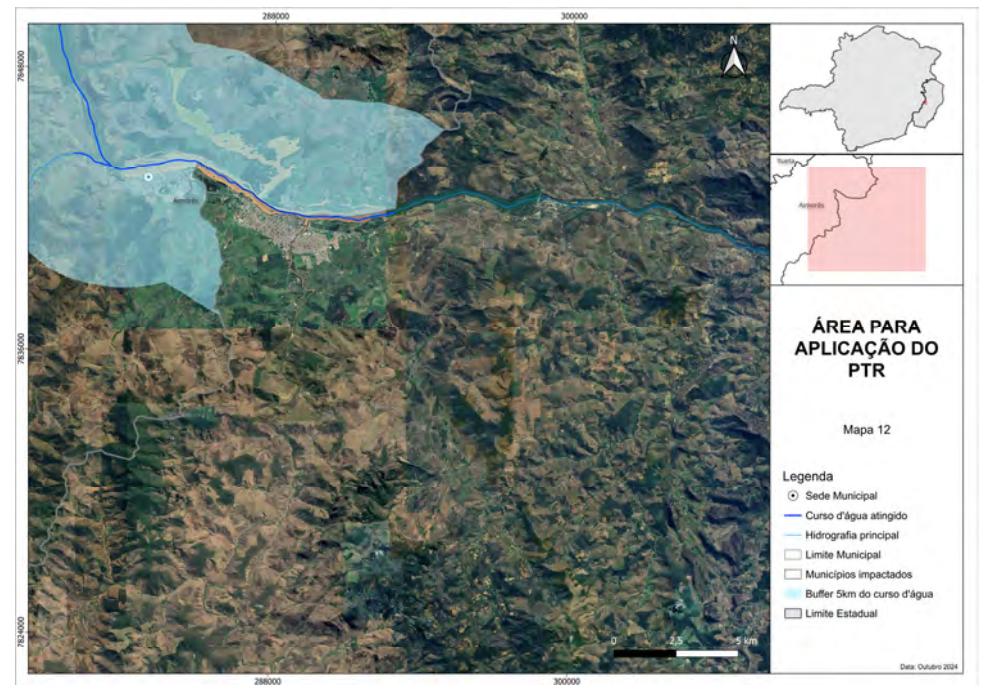 288000
300000
7848000
7836000
7824000
N
Aimorés
0
2,5
5 km
288000
300000
Itueta
Aimorés
ÁREA PARA
APLICAÇÃO DO
PTR
Mapa 12
Legenda
Sede Municipal
Curso d'água atingido
Hidrografia principal
Limite Municipal
Municípios impactados
Buffer 5km do curso d'água
Limite Estadual
Data: Outubro 2024